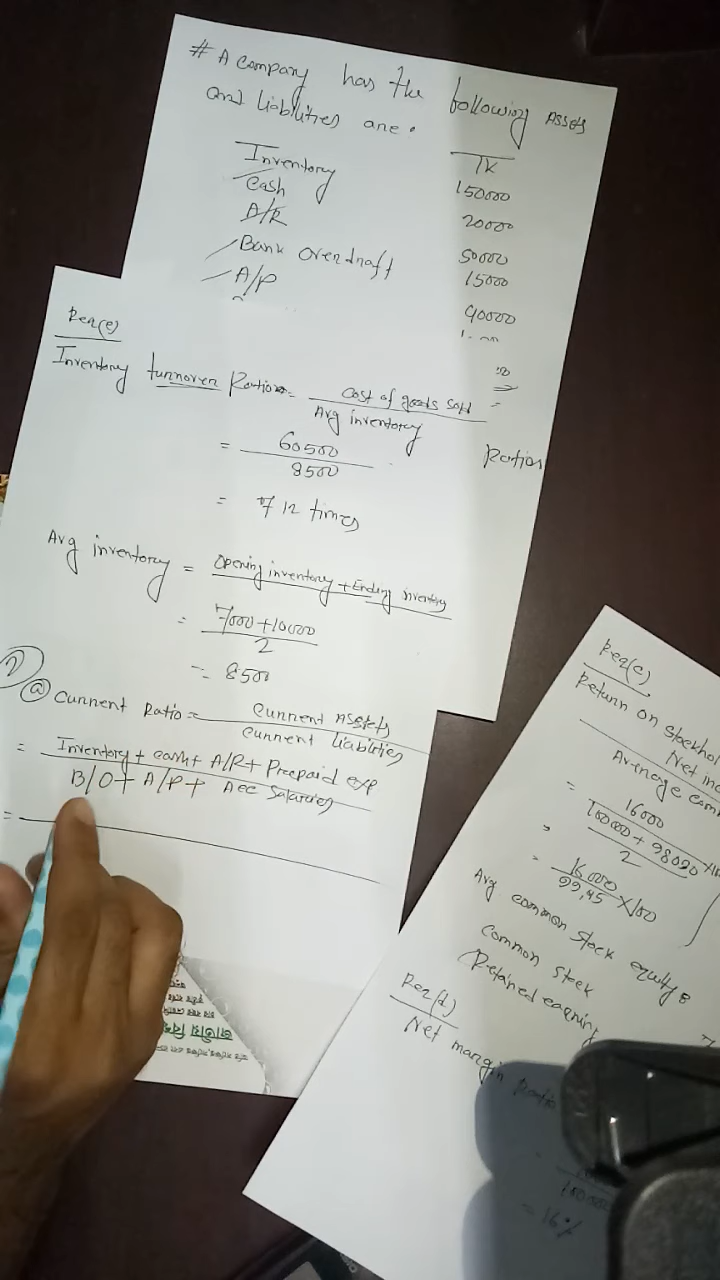 # A company has the following Assets
and liabilities are.
TK
Inventory 150000
Cash 20000
A/R 50000
Bank overdraft 15000
A/P 90000
Req(e)
Inventory turnover Ratio = Cost of goods sold
Avg inventory
= 60500
8500
Ratios
= 7 12 times
Avg inventory = Opening inventory + Ending inventory
= 7000 + 10000
2
= 8500
(a) Current Ratio = Current Assets
Current liabilities
= Inventory + cash + A/R + Prepaid exp
B/O + A/P + Acc Salaries
=
Req(c)
Return on Stockhol
Net inc
Average com
= 16000
100000 + 98090
2
= 16000 X 100
99,45
Avg common stock equity
Common stock
Retained earning
Req(d)
Net margin Ratio
= 16%
জাতীয় বিশ্ব